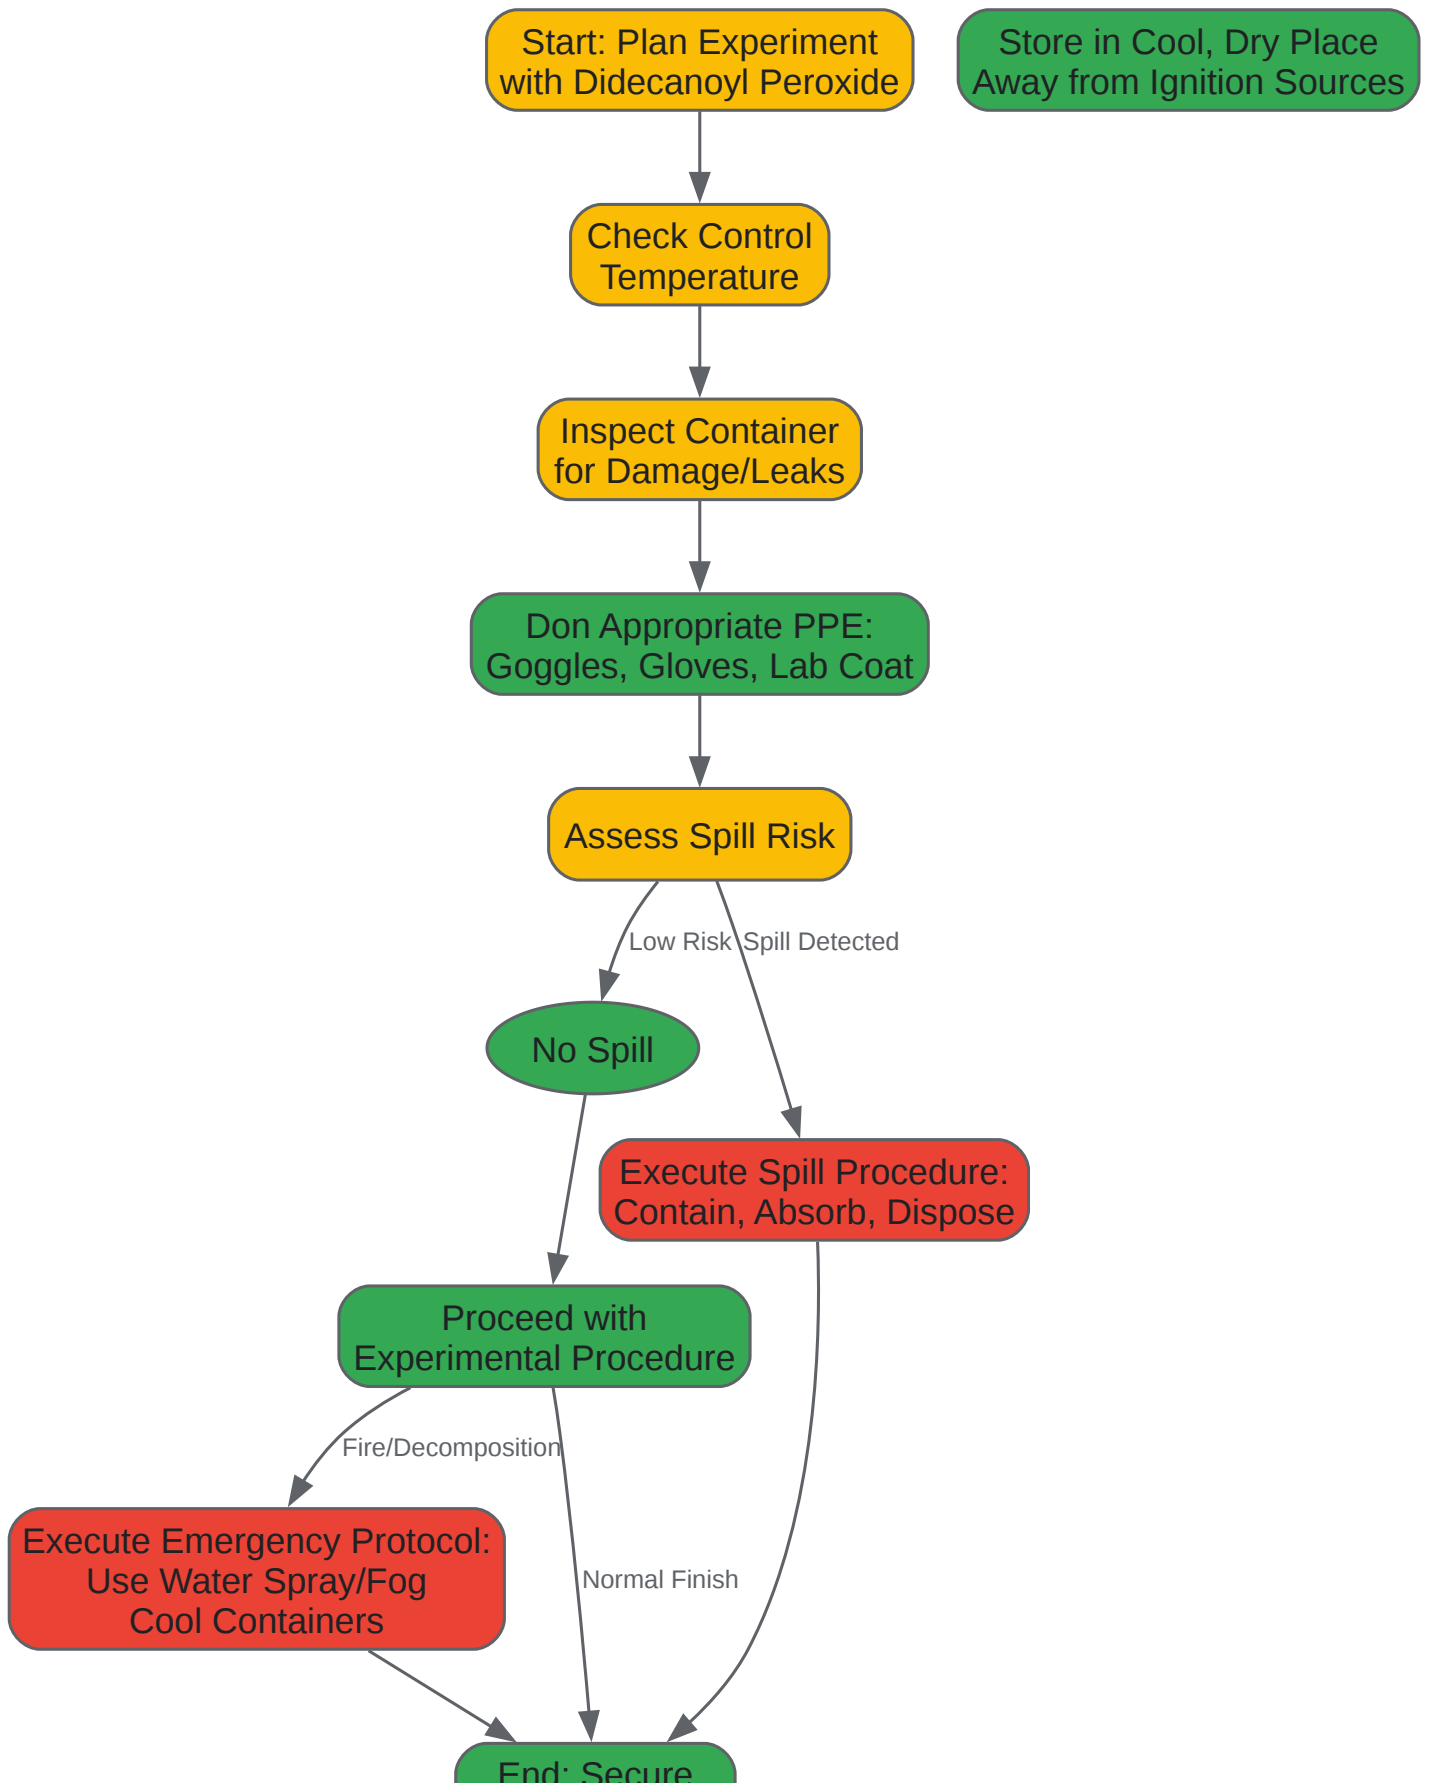 Start: Plan Experiment
with Didecanoyl Peroxide
Store in Cool, Dry Place
Away from Ignition Sources
Check Control
Temperature
Inspect Container
for Damage/Leaks
Don Appropriate PPE:
Goggles, Gloves, Lab Coat
Assess Spill Risk
Low Risk
Spill Detected
No Spill
Execute Spill Procedure:
Contain, Absorb, Dispose
Proceed with
Experimental Procedure
Fire/Decomposition
Execute Emergency Protocol:
Use Water Spray/Fog
Cool Containers
Normal Finish
End: Secure